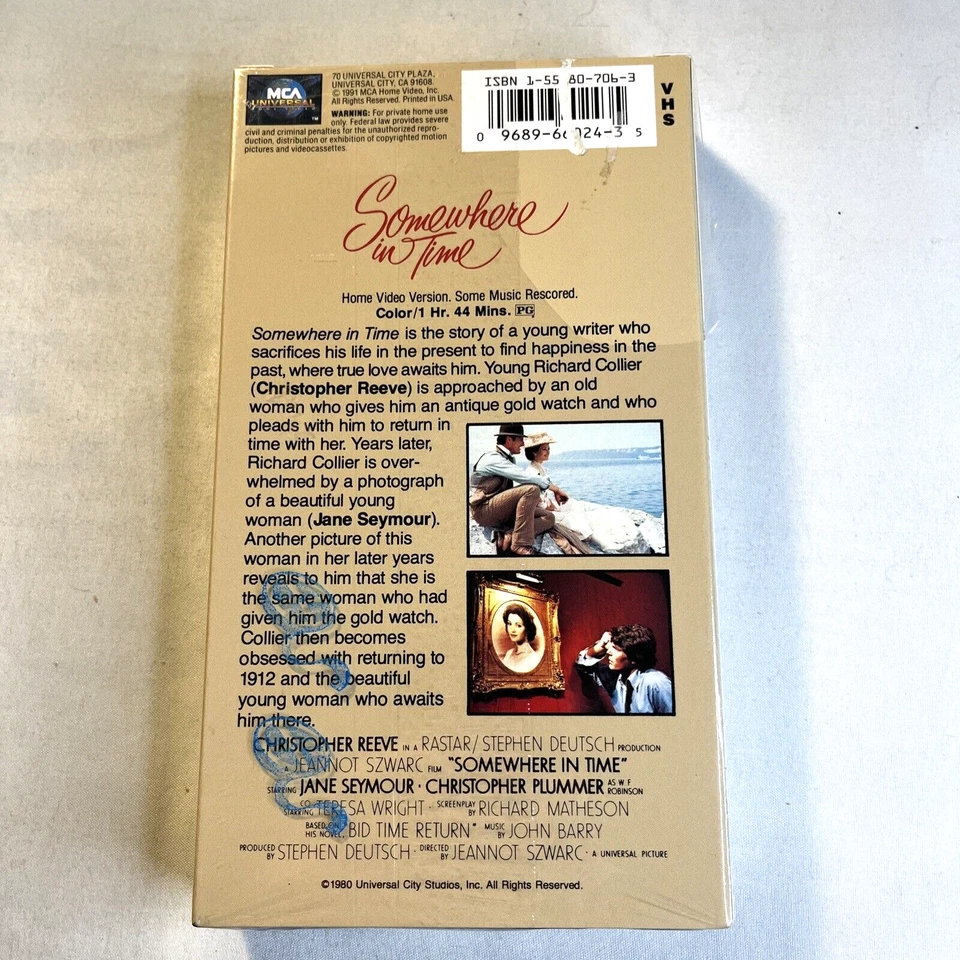 MCA
UNIVERSAL
70 UNIVERSAL CITY PLAZA,
UNIVERSAL CITY, CA 91608.
© 1991 MCA Home Video, Inc.
All Rights Reserved. Printed in USA.
WARNING: For private home use
only. Federal law provides severe
civil and criminal penalties for the unauthorized repro-
duction, distribution or exhibition of copyrighted motion
pictures and videocassettes.
ISBN 1-55 80-706-3
0 9689-6 024-3 5
VHS
Somewhere
in Time
Home Video Version. Some Music Rescored.
Color/1 Hr. 44 Mins. PG
Somewhere in Time is the story of a young writer who
sacrifices his life in the present to find happiness in the
past, where true love awaits him. Young Richard Collier
(Christopher Reeve) is approached by an old
woman who gives him an antique gold watch and who
pleads with him to return in
time with her. Years later,
Richard Collier is over-
whelmed by a photograph
of a beautiful young
woman (Jane Seymour).
Another picture of this
woman in her later years
reveals to him that she is
the same woman who had
given him the gold watch.
Collier then becomes
obsessed with returning to
1912 and the beautiful
young woman who awaits
him there.
CHRISTOPHER REEVE IN A RASTAR/STEPHEN DEUTSCH PRODUCTION
A JEANNOT SZWARC FILM "SOMEWHERE IN TIME"
STARRING JANE SEYMOUR · CHRISTOPHER PLUMMER AS W F ROBINSON
CO STARRING TERESA WRIGHT · SCREENPLAY BY RICHARD MATHESON
BASED ON HIS NOVEL "BID TIME RETURN" MUSIC BY JOHN BARRY
PRODUCED BY STEPHEN DEUTSCH · DIRECTED BY JEANNOT SZWARC · A UNIVERSAL PICTURE
©1980 Universal City Studios, Inc. All Rights Reserved.